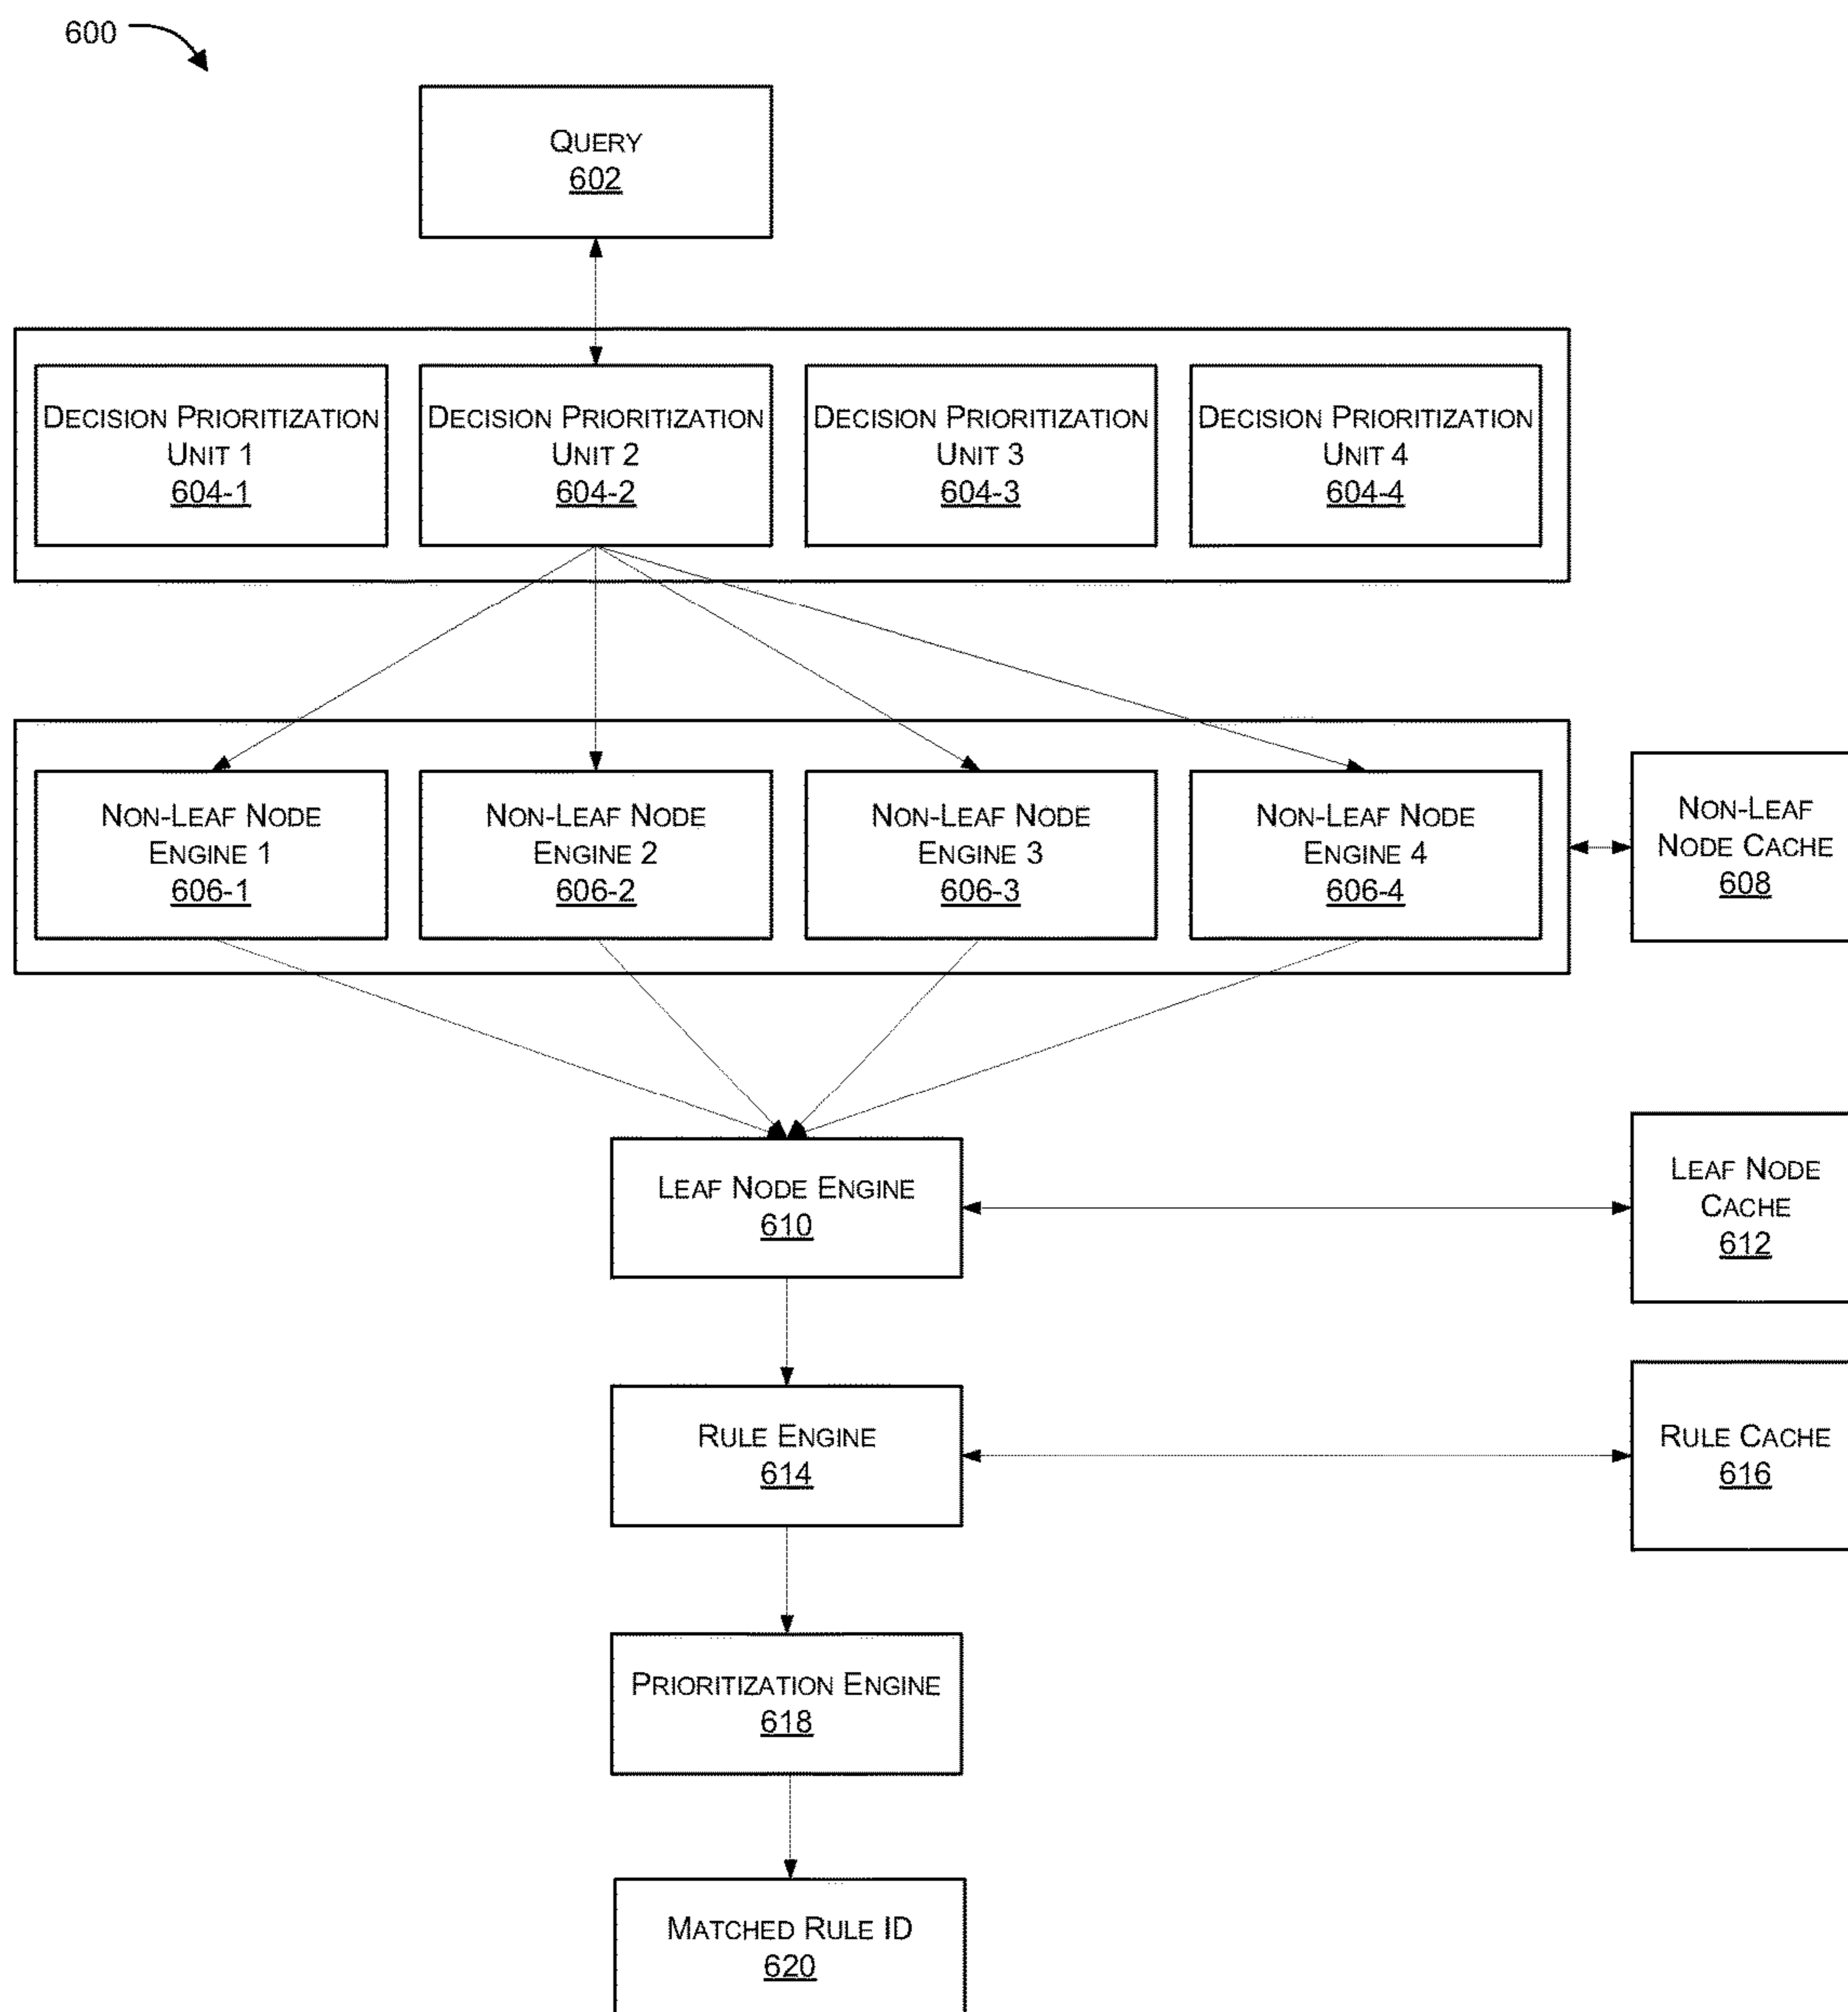 600
QUERY
602
DECISION PRIORITIZATION
UNIT 1
604-1
DECISION PRIORITIZATION
UNIT 2
604-2
DECISION PRIORITIZATION
UNIT 3
604-3
DECISION PRIORITIZATION
UNIT 4
604-4
NON-LEAF NODE
ENGINE 1
606-1
NON-LEAF NODE
ENGINE 2
606-2
NON-LEAF NODE
ENGINE 3
606-3
NON-LEAF NODE
ENGINE 4
606-4
NON-LEAF
NODE CACHE
608
LEAF NODE ENGINE
610
LEAF NODE
CACHE
612
RULE ENGINE
614
RULE CACHE
616
PRIORITIZATION ENGINE
618
MATCHED RULE ID
620